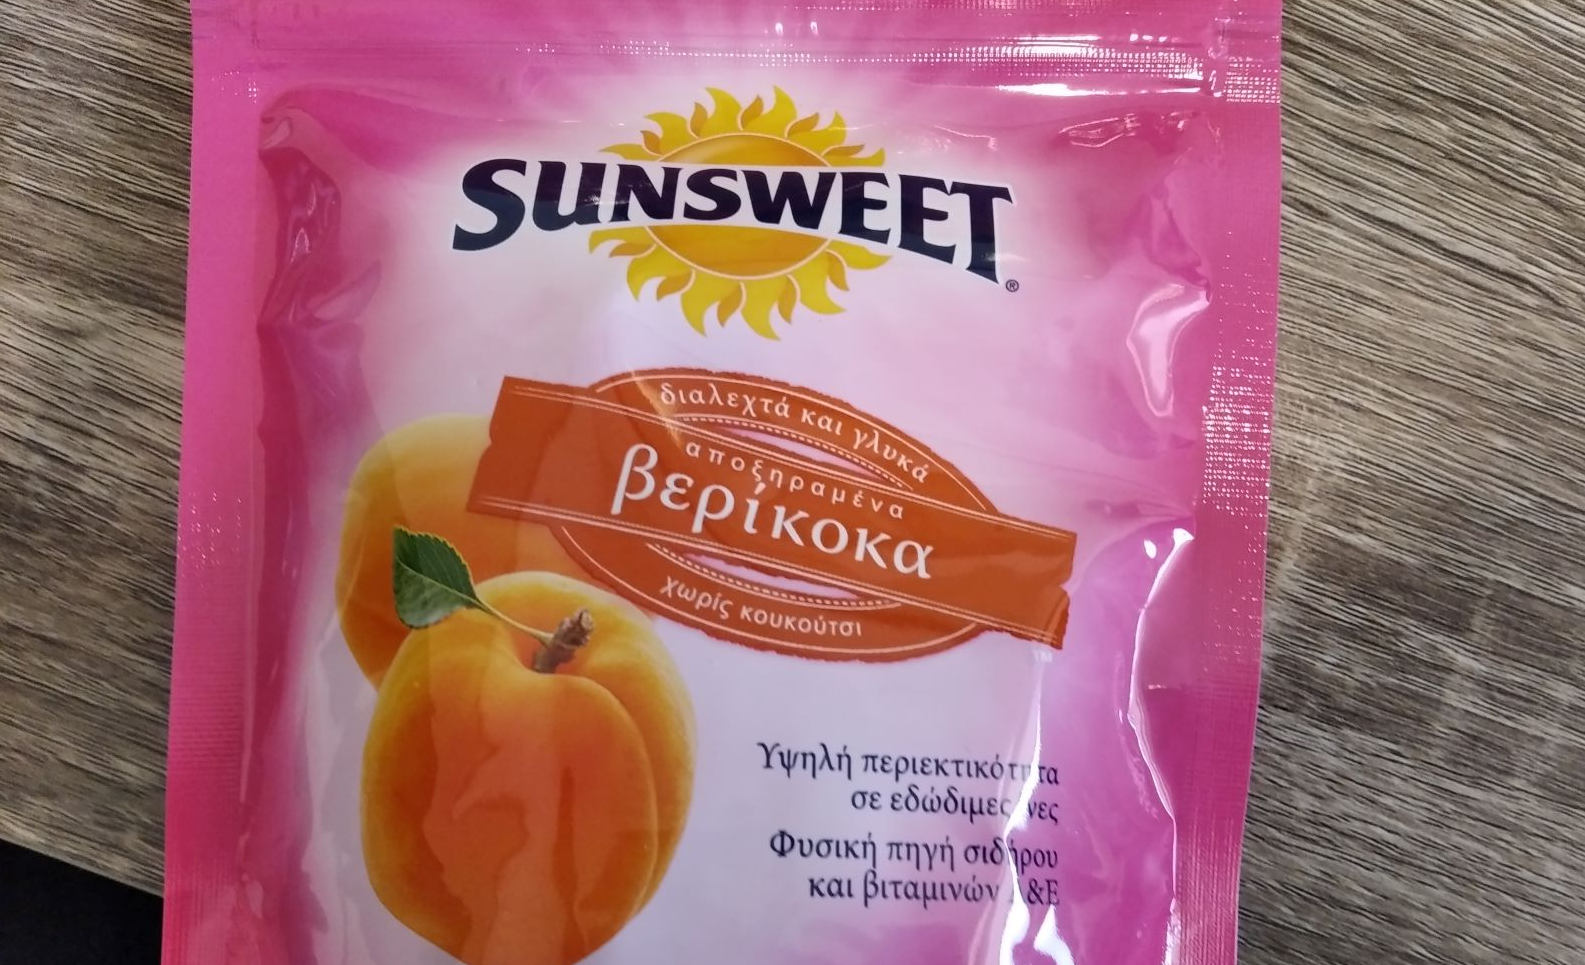 SUNSWEET®
διαλεχτά και γλυκά
αποξηραμένα
βερίκοκα
χωρίς κουκούτσι
Υψηλή περιεκτικότητα
σε εδώδιμες ίνες
Φυσική πηγή σιδήρου
και βιταμινών &E